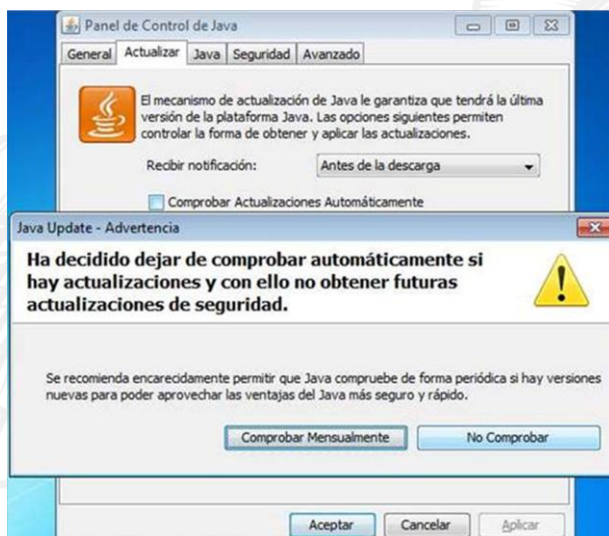 Panel de Control de Java
General Actualizar Java Seguridad Avanzado
El mecanismo de actualización de Java le garantiza que tendrá la última
versión de la plataforma Java. Las opciones siguientes permiten
controlar la forma de obtener y aplicar las actualizaciones.
Recibir notificación: Antes de la descarga
Comprobar Actualizaciones Automáticamente
Java Update - Advertencia
Ha decidido dejar de comprobar automáticamente si
hay actualizaciones y con ello no obtener futuras
actualizaciones de seguridad.
Se recomienda encarecidamente permitir que Java compruebe de forma periódica si hay versiones
nuevas para poder aprovechar las ventajas del Java más seguro y rápido.
Comprobar Mensualmente No Comprobar
Aceptar Cancelar Aplicar